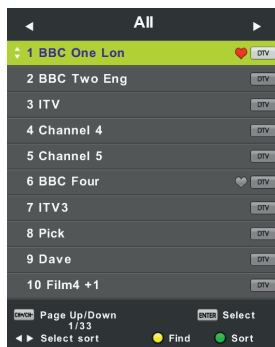 All
1 BBC One Lon DTV
2 BBC Two Eng DTV
3 ITV DTV
4 Channel 4 DTV
5 Channel 5 DTV
6 BBC Four DTV
7 ITV3 DTV
8 Pick DTV
9 Dave DTV
10 Film4 +1 DTV
CH+/CH- Page Up/Down ENTER Select
1/33
Select sort Find Sort